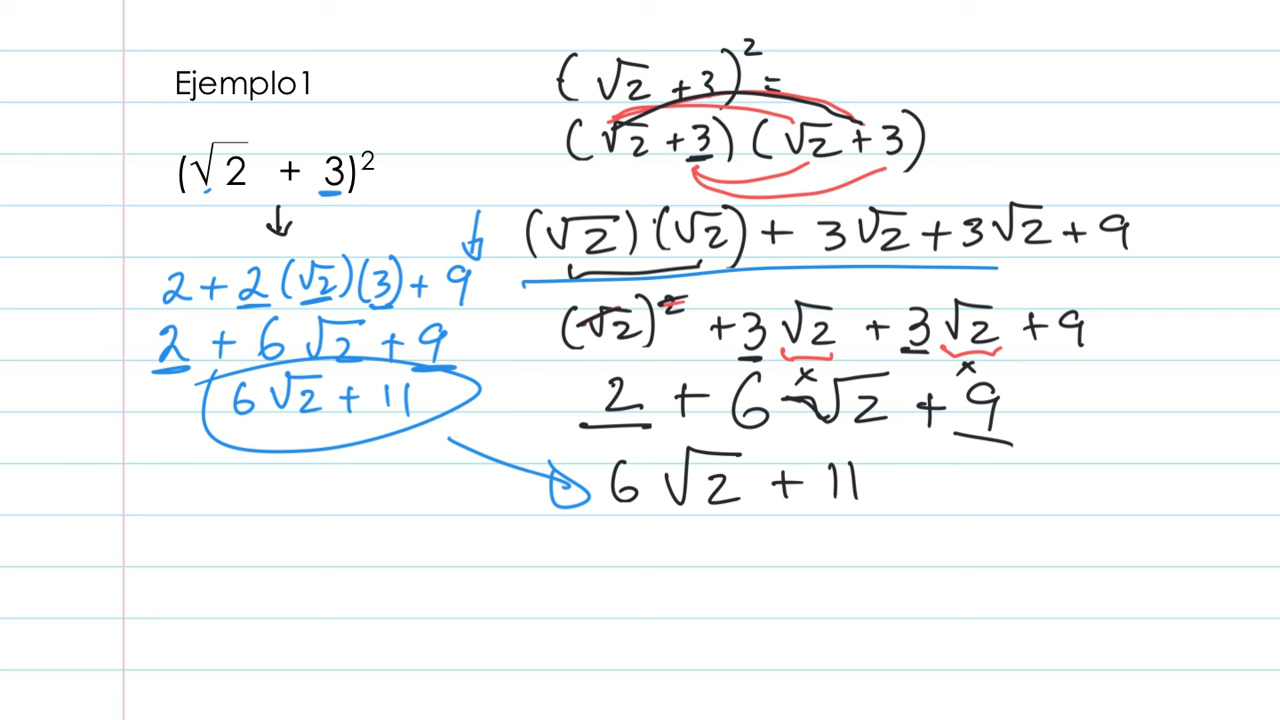 Ejemplo1
(√2 + 3)²
2 + 2 (√2)(3) + 9
2 + 6 √2 + 9
6 √2 + 11
(√2 + 3)² =
(√2 + 3) (√2 + 3)
(√2) (√2) + 3√2 + 3√2 + 9
(√2)² + 3 √2 + 3 √2 + 9
x x
2 + 6 √2 + 9
6 √2 + 11